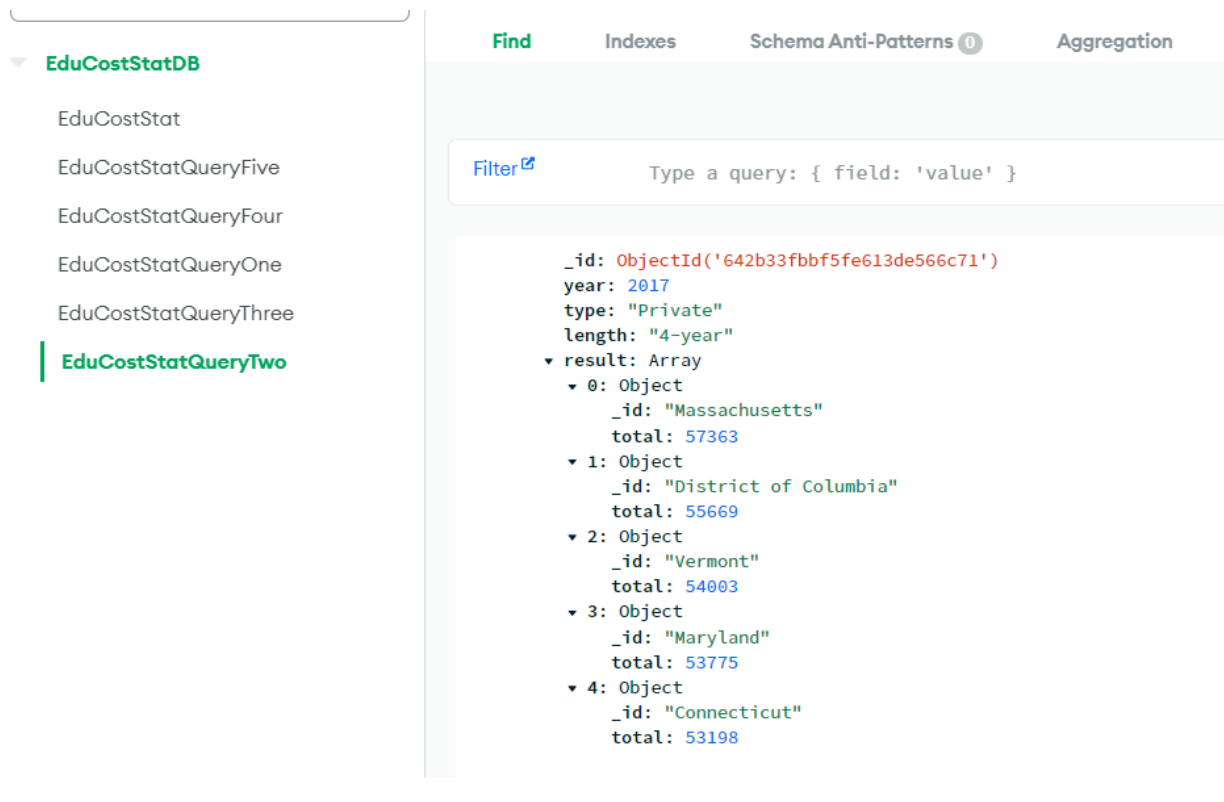 EduCostStatDB
EduCostStat
EduCostStatQueryFive
EduCostStatQueryFour
EduCostStatQueryOne
EduCostStatQueryThree
EduCostStatQueryTwo
Find Indexes Schema Anti-Patterns 0 Aggregation
Filter Type a query: { field: 'value' }
_id: ObjectId('642b33fbbf5fe613de566c71')
year: 2017
type: "Private"
length: "4-year"
result: Array
0: Object
_id: "Massachusetts"
total: 57363
1: Object
_id: "District of Columbia"
total: 55669
2: Object
_id: "Vermont"
total: 54003
3: Object
_id: "Maryland"
total: 53775
4: Object
_id: "Connecticut"
total: 53198